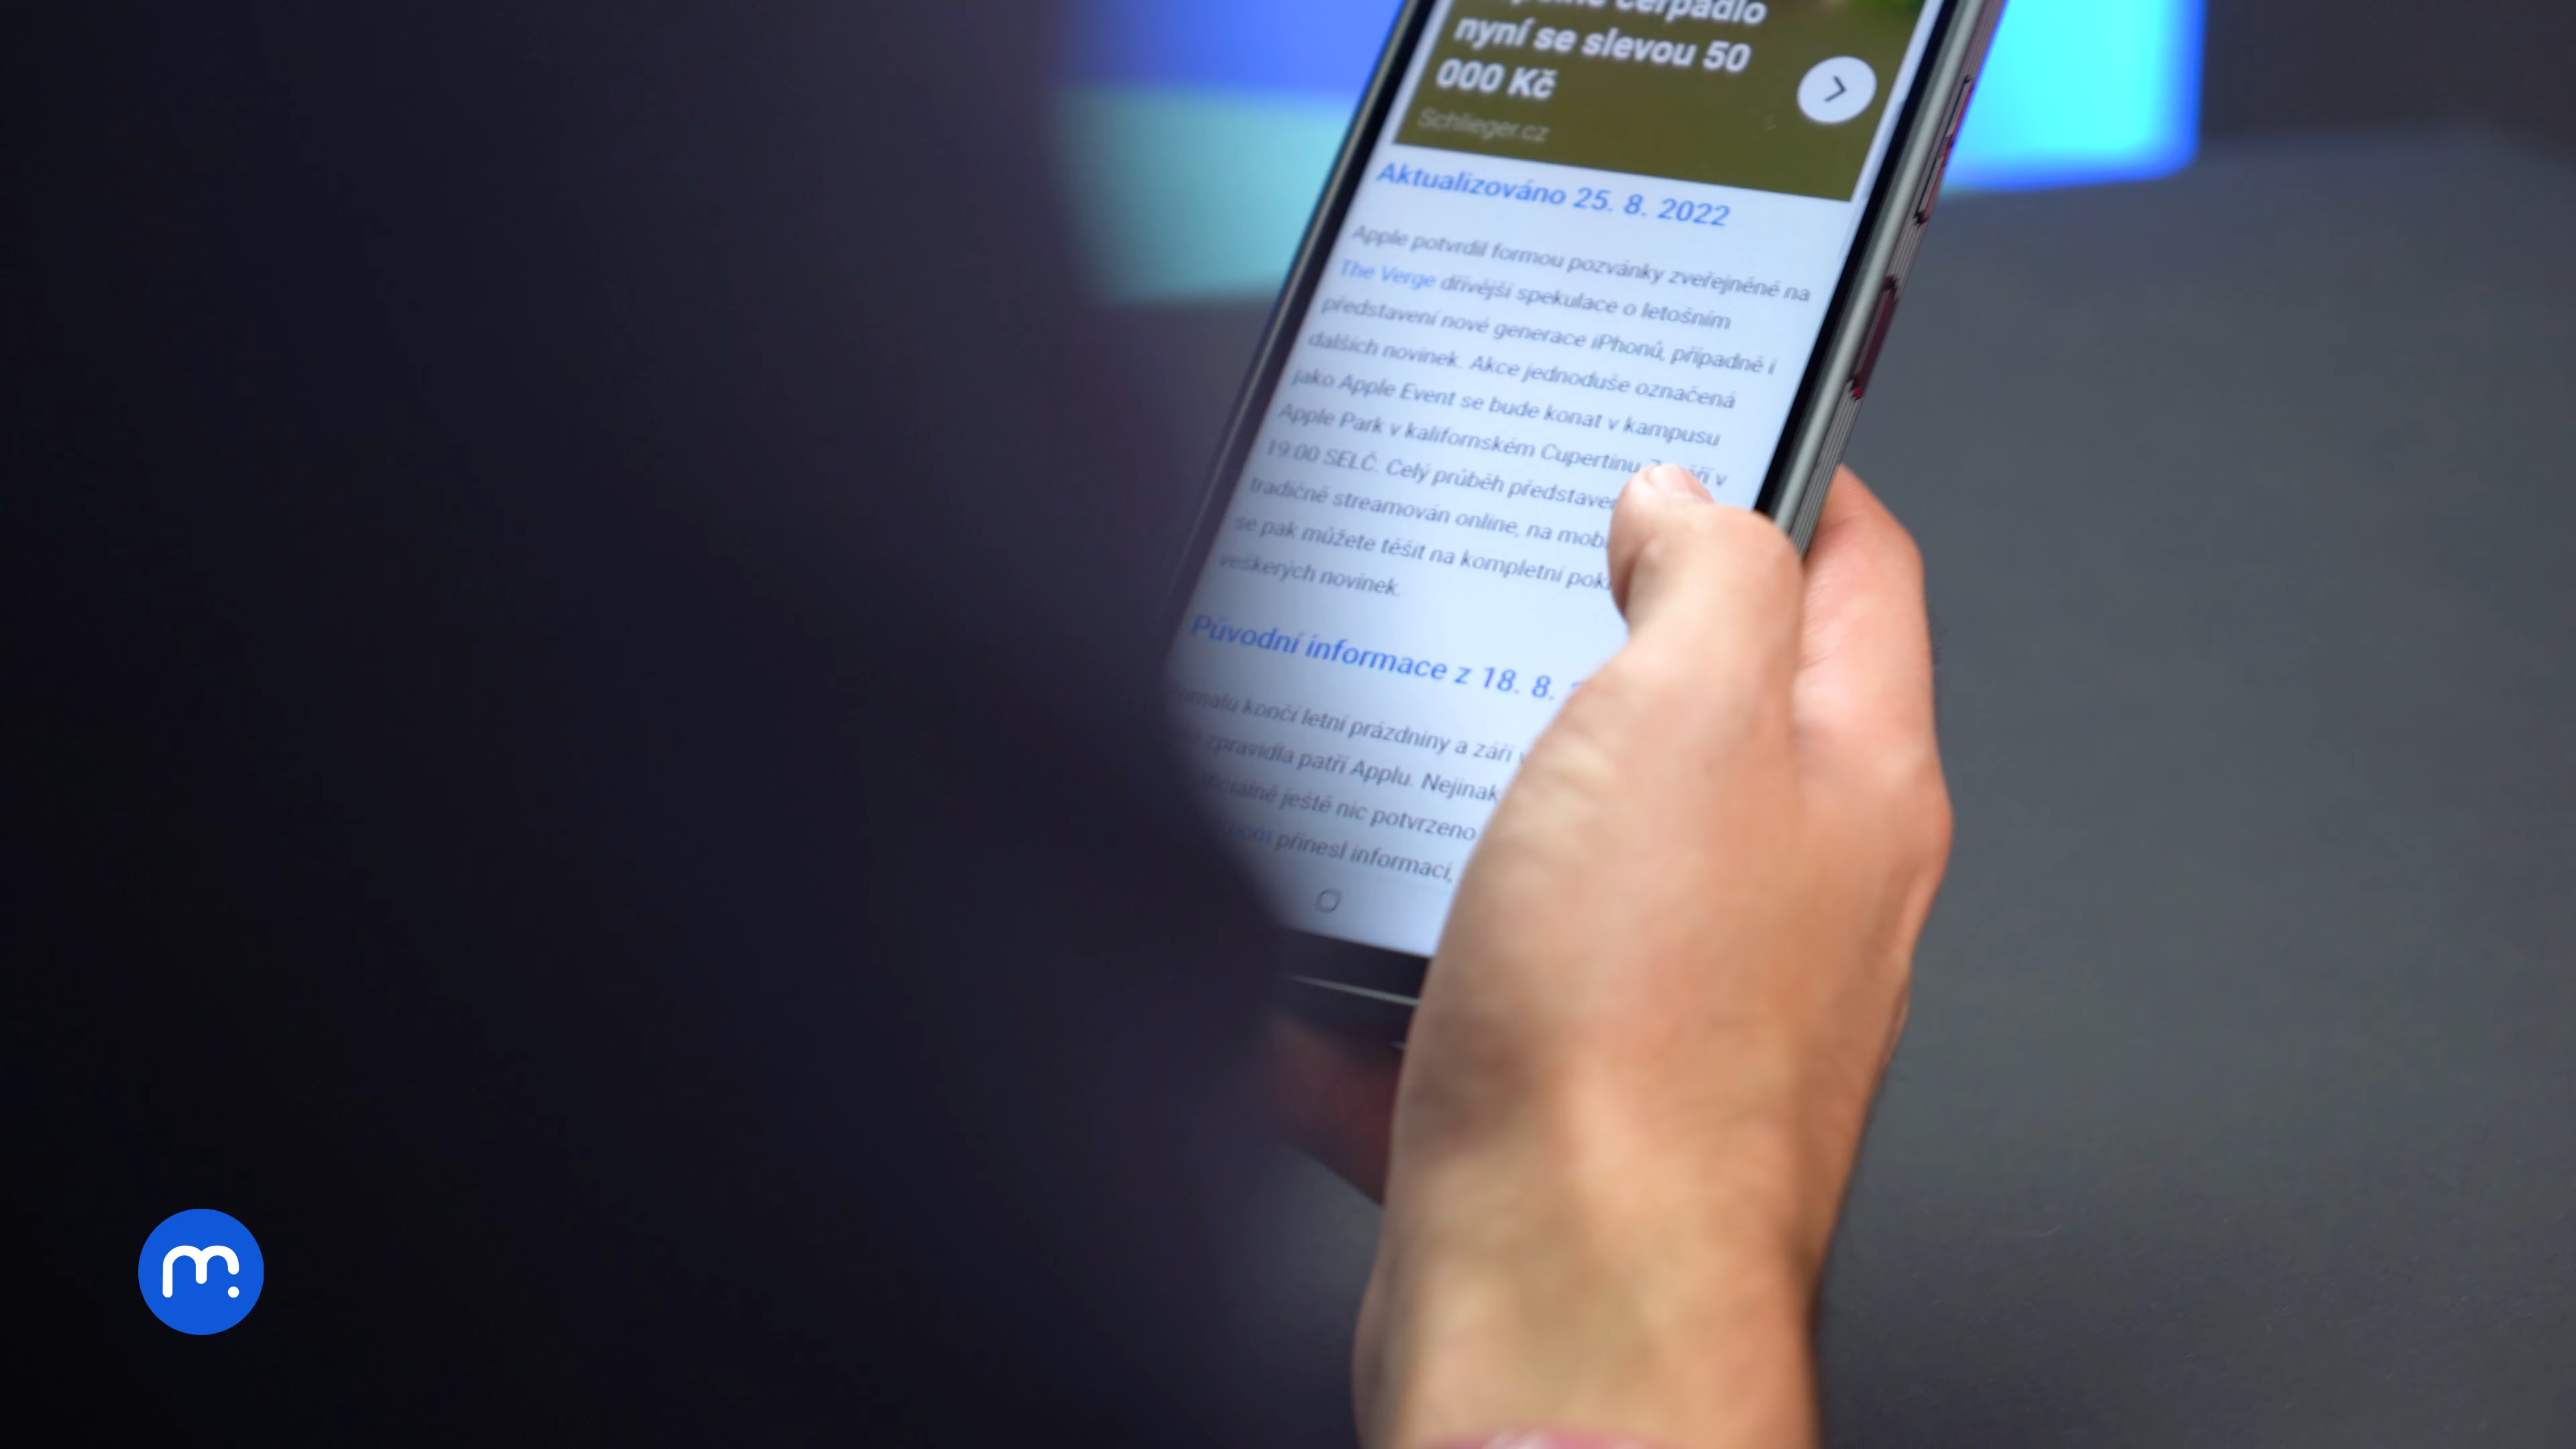 čerpadlo
nyní se slevou 50
000 Kč
Schlieger.cz
Aktualizováno 25. 8. 2022
Apple potvrdil formou pozvánky zveřejněné na
The Verge dřívější spekulace o letošním
představení nové generace iPhonů, případně i
dalších novinek. Akce jednoduše označená
jako Apple Event se bude konat v kampusu
Apple Park v kalifornském Cupertinu v
19:00 SELČ. Celý průběh
tradičně streamován online, na
se pak můžete těšit na kompletní
veškerých novinek.
Původní informace z 18. 8.
končí letní prázdniny a září
zpravidla patří Applu. Nejinak
ještě nic potvrzeno
přinesl informaci,
m.